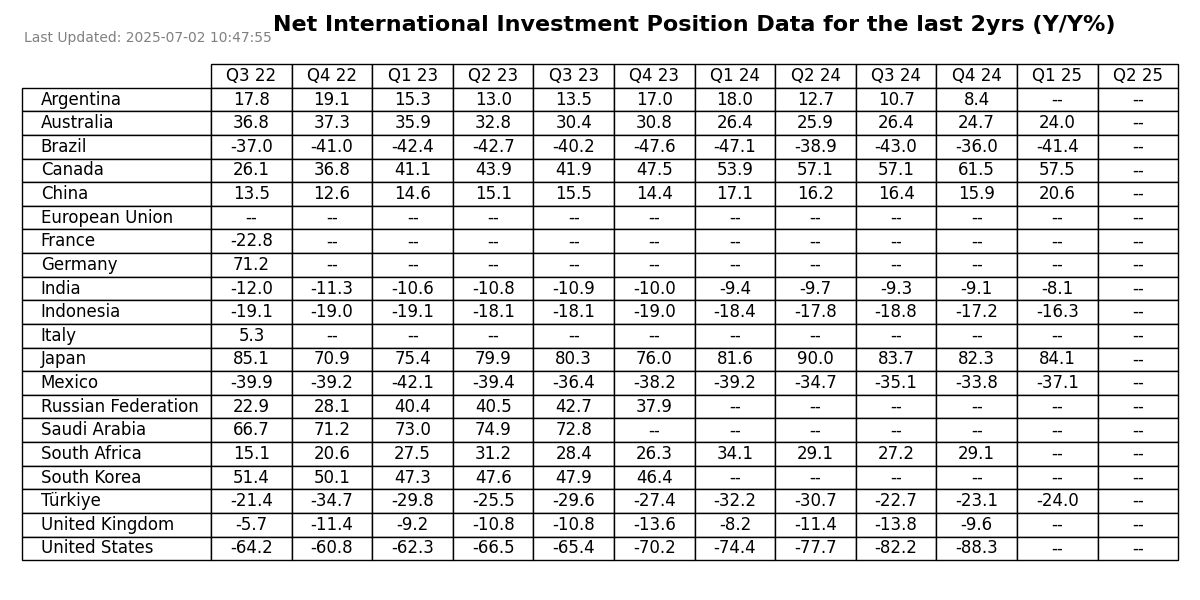 Net International Investment Position Data for the last 2yrs (Y/Y%)
Last Updated: 2025-07-02 10:47:55
Q3 22 Q4 22 Q1 23 Q2 23 Q3 23 Q4 23 Q1 24 Q2 24 Q3 24 Q4 24 Q1 25 Q2 25
Argentina 17.8 19.1 15.3 13.0 13.5 17.0 18.0 12.7 10.7 8.4 -- --
Australia 36.8 37.3 35.9 32.8 30.4 30.8 26.4 25.9 26.4 24.7 24.0 --
Brazil -37.0 -41.0 -42.4 -42.7 -40.2 -47.6 -47.1 -38.9 -43.0 -36.0 -41.4 --
Canada 26.1 36.8 41.1 43.9 41.9 47.5 53.9 57.1 57.1 61.5 57.5 --
China 13.5 12.6 14.6 15.1 15.5 14.4 17.1 16.2 16.4 15.9 20.6 --
European Union -- -- -- -- -- -- -- -- -- -- -- --
France -22.8 -- -- -- -- -- -- -- -- -- -- --
Germany 71.2 -- -- -- -- -- -- -- -- -- -- --
India -12.0 -11.3 -10.6 -10.8 -10.9 -10.0 -9.4 -9.7 -9.3 -9.1 -8.1 --
Indonesia -19.1 -19.0 -19.1 -18.1 -18.1 -19.0 -18.4 -17.8 -18.8 -17.2 -16.3 --
Italy 5.3 -- -- -- -- -- -- -- -- -- -- --
Japan 85.1 70.9 75.4 79.9 80.3 76.0 81.6 90.0 83.7 82.3 84.1 --
Mexico -39.9 -39.2 -42.1 -39.4 -36.4 -38.2 -39.2 -34.7 -35.1 -33.8 -37.1 --
Russian Federation 22.9 28.1 40.4 40.5 42.7 37.9 -- -- -- -- -- --
Saudi Arabia 66.7 71.2 73.0 74.9 72.8 -- -- -- -- -- -- --
South Africa 15.1 20.6 27.5 31.2 28.4 26.3 34.1 29.1 27.2 29.1 -- --
South Korea 51.4 50.1 47.3 47.6 47.9 46.4 -- -- -- -- -- --
Türkiye -21.4 -34.7 -29.8 -25.5 -29.6 -27.4 -32.2 -30.7 -22.7 -23.1 -24.0 --
United Kingdom -5.7 -11.4 -9.2 -10.8 -10.8 -13.6 -8.2 -11.4 -13.8 -9.6 -- --
United States -64.2 -60.8 -62.3 -66.5 -65.4 -70.2 -74.4 -77.7 -82.2 -88.3 -- --